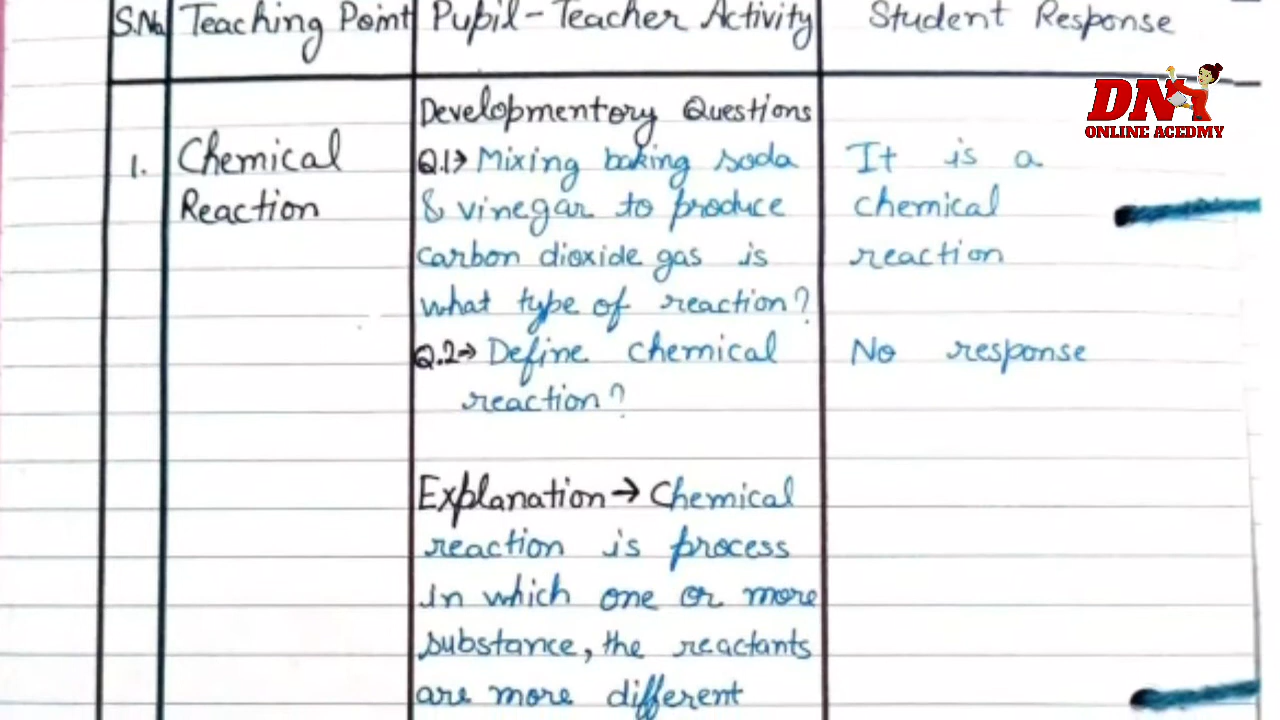 S.No. Teaching Point Pupil-Teacher Activity Student Response
DN
ONLINE ACEDMY
Developmentory Questions
1. Chemical Q.1→ Mixing baking soda It is a
Reaction & vinegar to produce chemical
carbon dioxide gas is reaction
what type of reaction?
Q.2→ Define chemical No response
reaction?
Explanation → Chemical
reaction is process
in which one or more
substance, the reactants
are more different